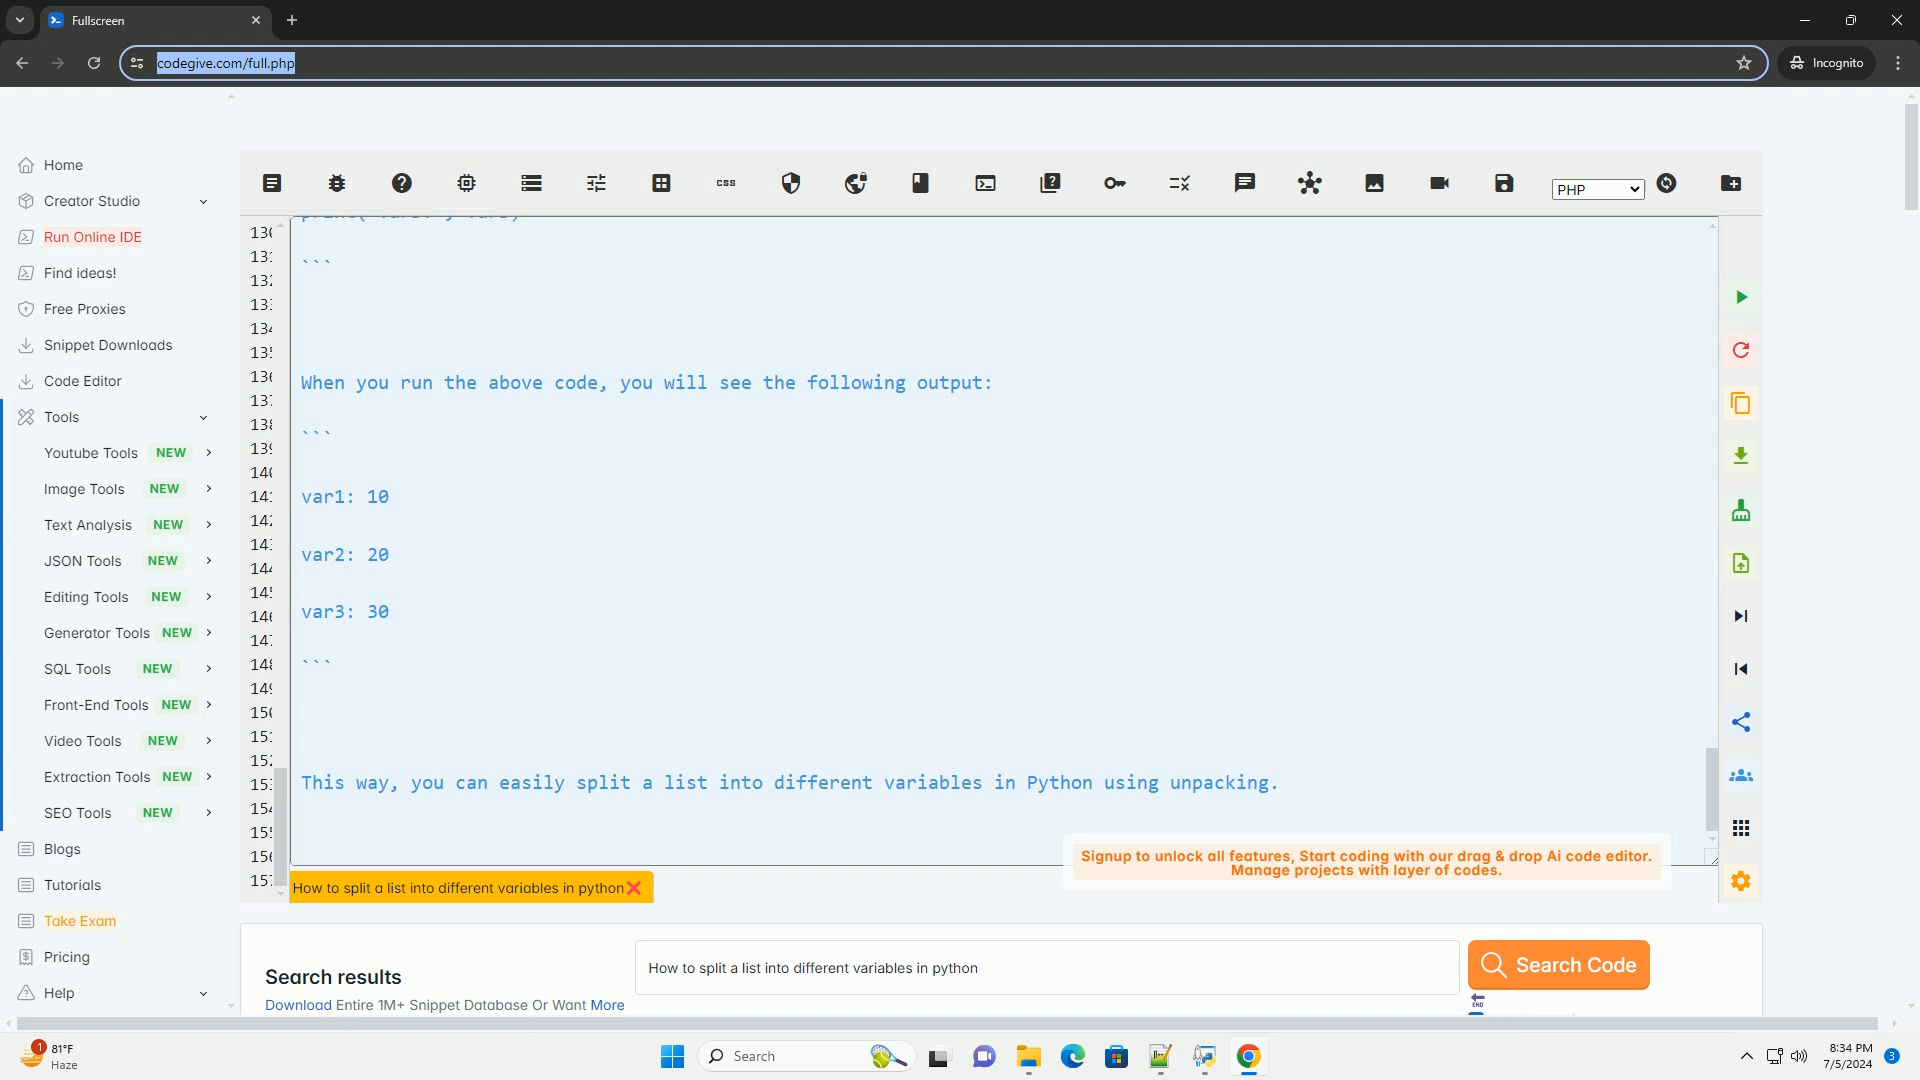 Fullscreen
codegive.com/full.php
Incognito
Home
Creator Studio
Run Online IDE
Find ideas!
Free Proxies
Snippet Downloads
Code Editor
Tools
Youtube Tools NEW
Image Tools NEW
Text Analysis NEW
JSON Tools NEW
Editing Tools NEW
Generator Tools NEW
SQL Tools NEW
Front-End Tools NEW
Video Tools NEW
Extraction Tools NEW
SEO Tools NEW
Blogs
Tutorials
Take Exam
Pricing
Help
css
PHP
```
When you run the above code, you will see the following output:
```
var1: 10
var2: 20
var3: 30
```
This way, you can easily split a list into different variables in Python using unpacking.
Signup to unlock all features, Start coding with our drag & drop Ai code editor.
Manage projects with layer of codes.
How to split a list into different variables in python
Search results
How to split a list into different variables in python
Search Code
Download Entire 1M+ Snippet Database Or Want More
END
1
81°F
Haze
Search
8:34 PM
7/5/2024
3